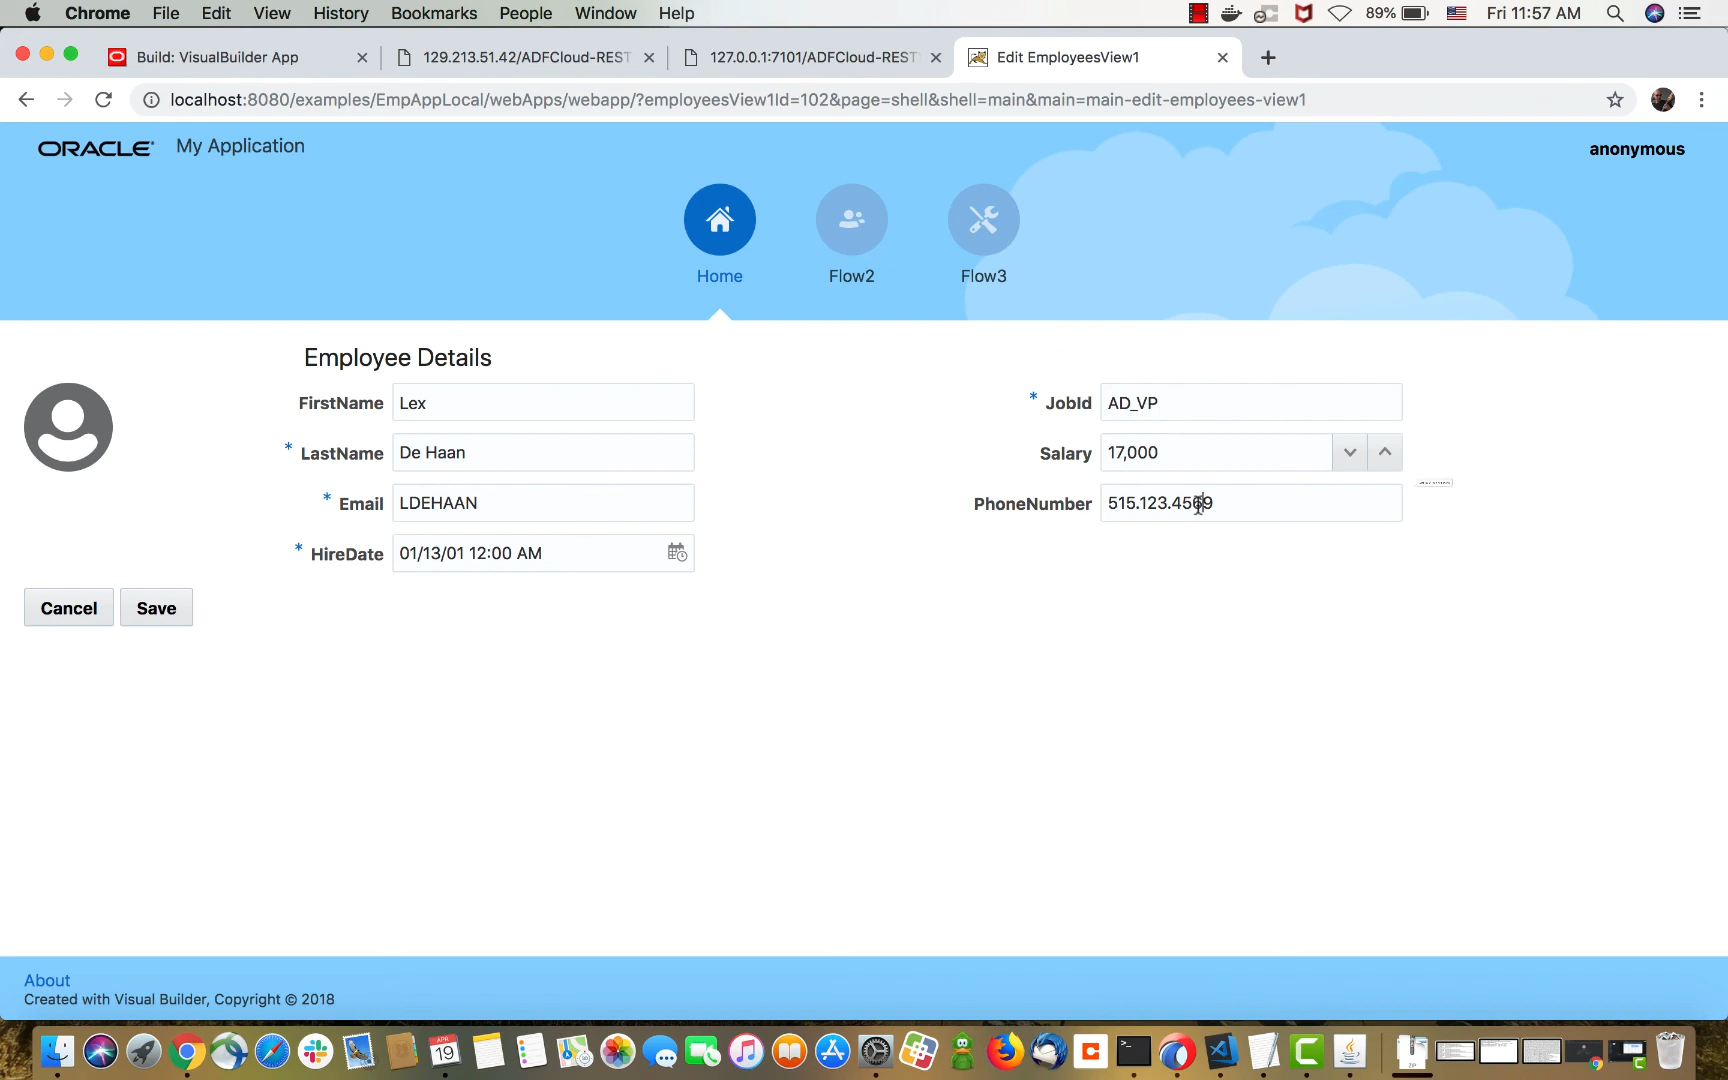 Chrome File Edit View History Bookmarks People Window Help 89% Fri 11:57 AM
Build: VisualBuilder App 129.213.51.42/ADFCloud-REST 127.0.0.1:7101/ADFCloud-REST Edit EmployeesView1
localhost:8080/examples/EmpAppLocal/webApps/webapp/?employeesView1Id=102&page=shell&shell=main&main=main-edit-employees-view1
ORACLE My Application anonymous
Home Flow2 Flow3
Employee Details
FirstName Lex * JobId AD_VP
* LastName De Haan Salary 17,000
* Email LDEHAAN PhoneNumber 515.123.4569
* HireDate 01/13/01 12:00 AM
Cancel Save
About
Created with Visual Builder, Copyright © 2018
APR
19